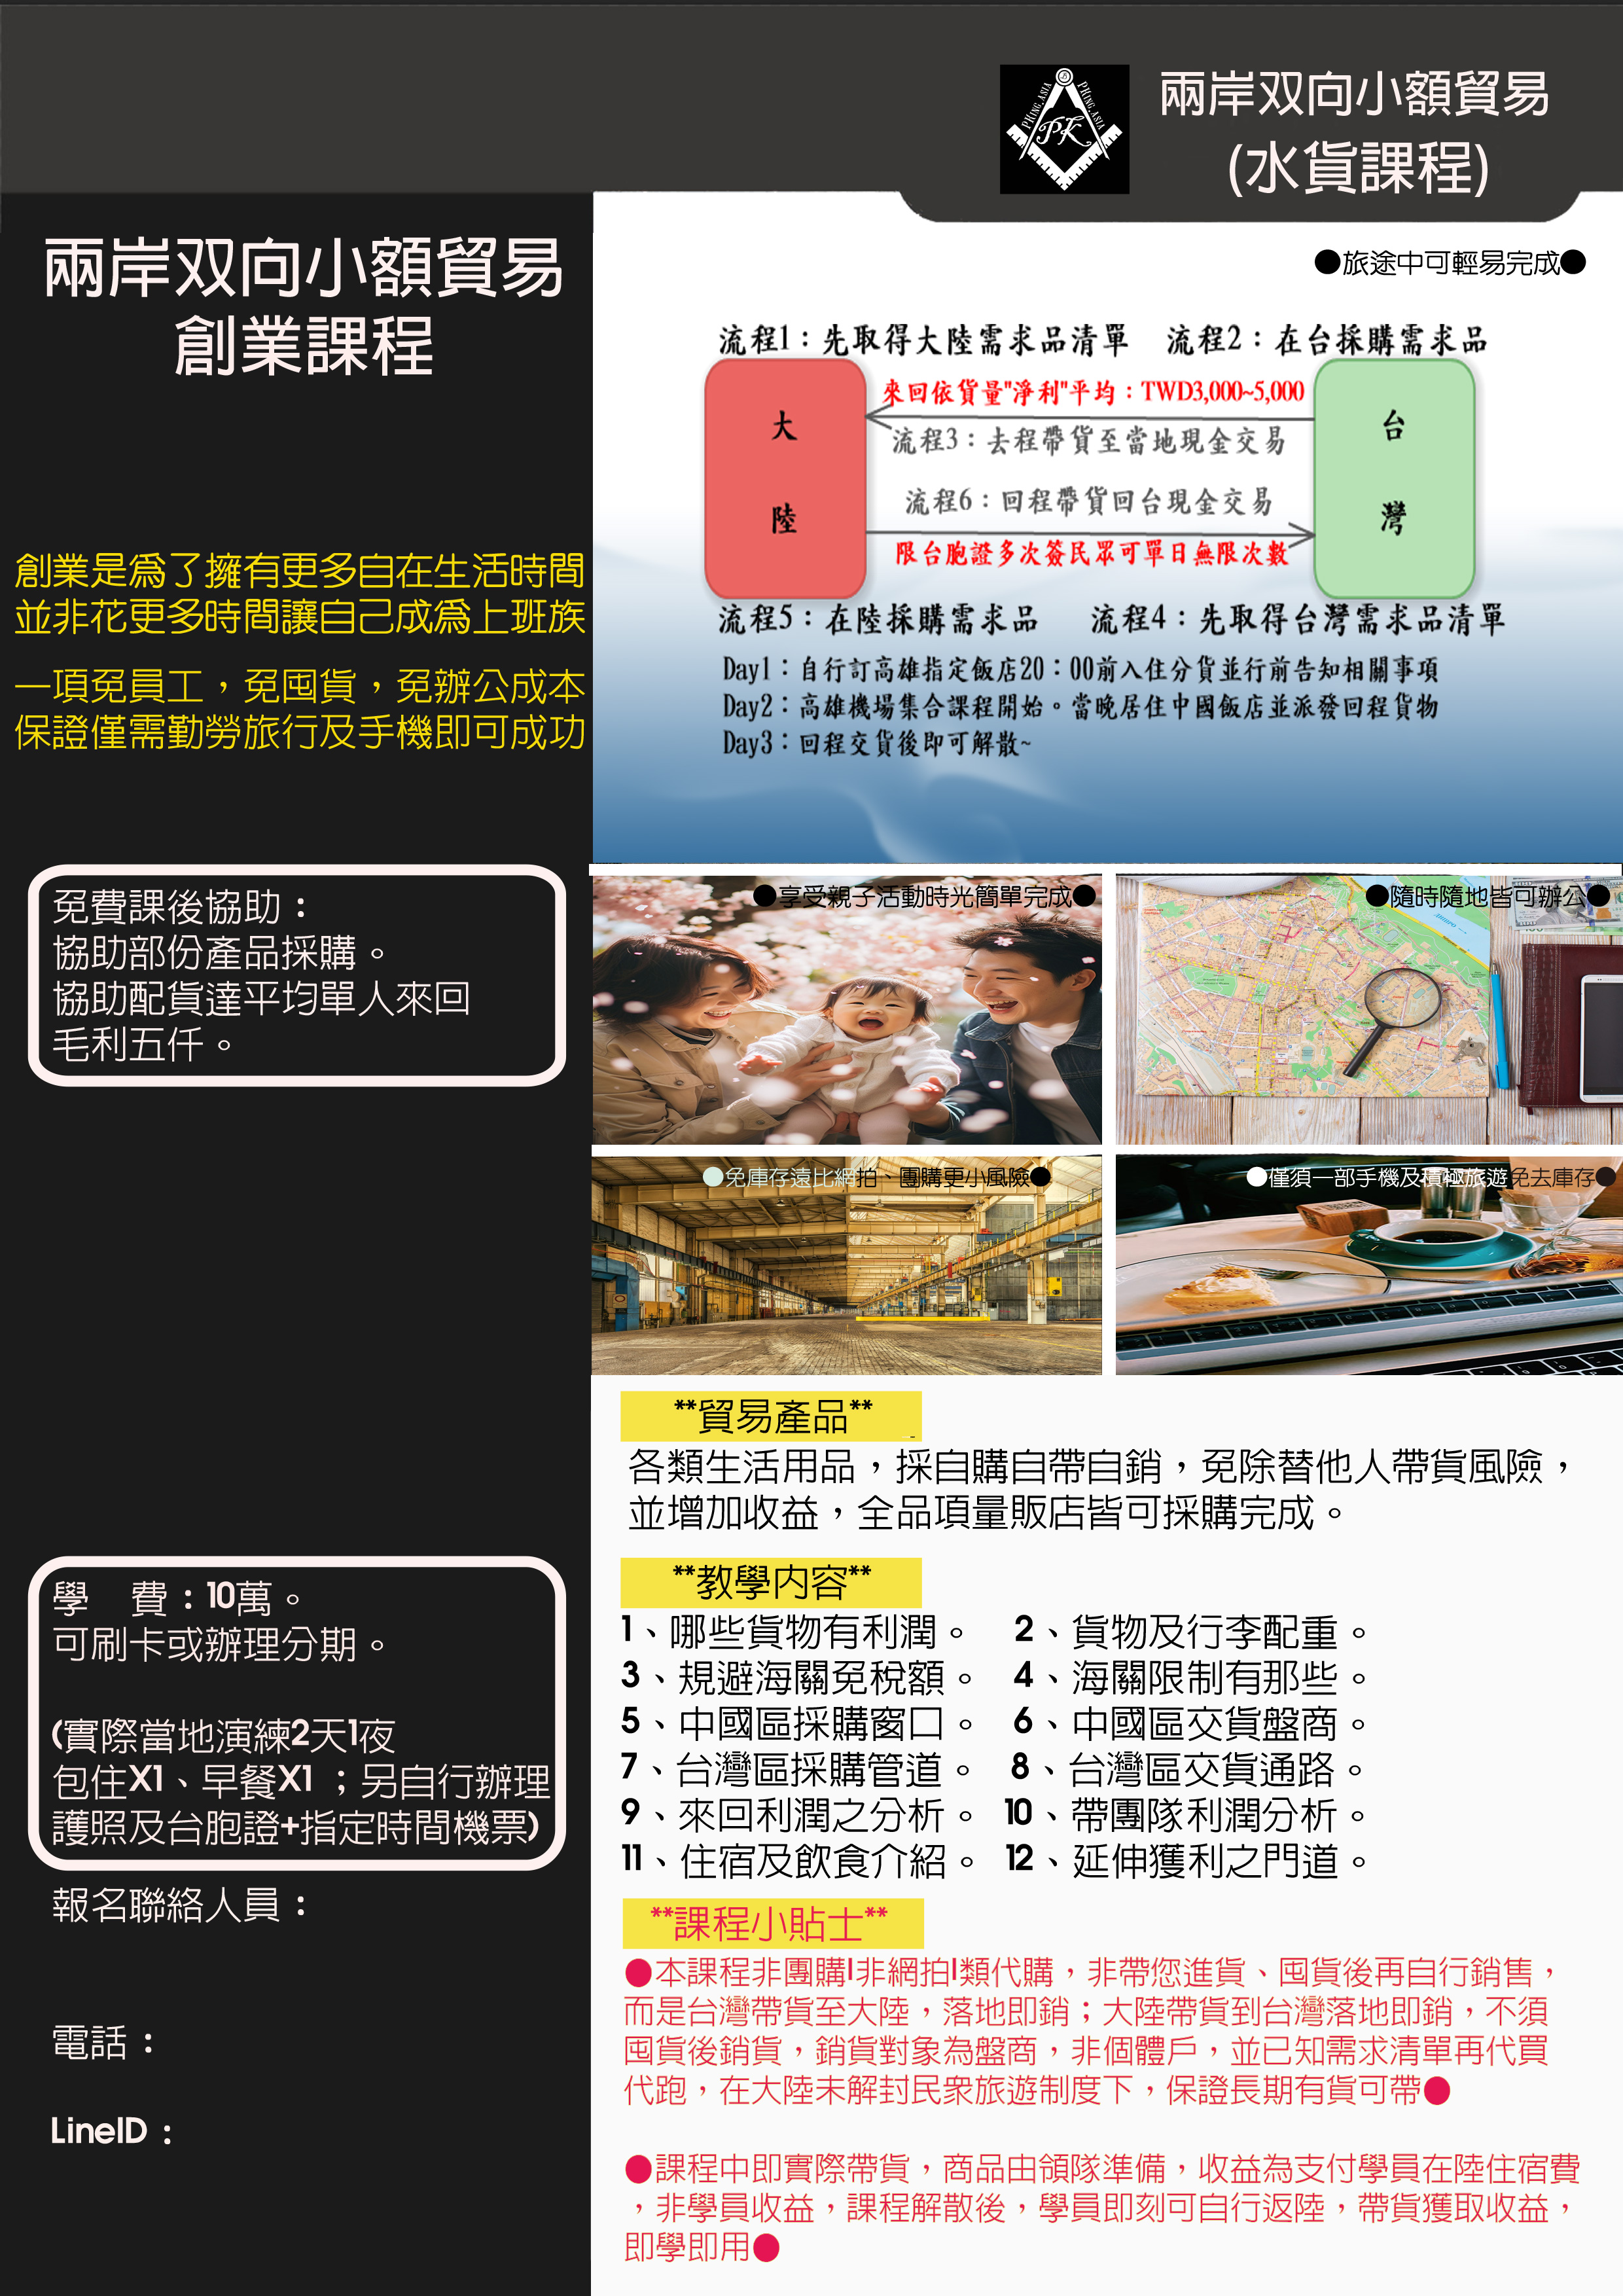 PHING.ASIA
PHING.ASIA
PK
兩岸双向小額貿易
(水貨課程)
兩岸双向小額貿易
創業課程
創業是為了擁有更多自在生活時間
並非花更多時間讓自己成為上班族
一項免員工，免囤貨，免辦公成本
保證僅需勤勞旅行及手機即可成功
免費課後協助：
協助部份產品採購。
協助配貨達平均單人來回
毛利五仟。
學　費：10萬。
可刷卡或辦理分期。
(實際當地演練2天1夜
包住X1、早餐X1；另自行辦理
護照及台胞證+指定時間機票)
報名聯絡人員：
電話：
LineID：
●旅途中可輕易完成●
流程1：先取得大陸需求品清單　流程2：在台採購需求品
大陸
台灣
來回依貨量"淨利"平均：TWD3,000~5,000
流程3：去程帶貨至當地現金交易
流程6：回程帶貨回台現金交易
限台胞證多次簽民眾可單日無限次數
流程5：在陸採購需求品　流程4：先取得台灣需求品清單
Day1：自行訂高雄指定飯店20：00前入住分貨並行前告知相關事項
Day2：高雄機場集合課程開始。當晚居住中國飯店並派發回程貨物
Day3：回程交貨後即可解散~
●享受親子活動時光簡單完成●
●隨時隨地皆可辦公●
●免庫存遠比網拍、團購更小風險●
●僅須一部手機及積極旅遊免去庫存●
**貿易產品**
各類生活用品，採自購自帶自銷，免除替他人帶貨風險，
並增加收益，全品項量販店皆可採購完成。
**教學內容**
1、哪些貨物有利潤。　2、貨物及行李配重。
3、規避海關免稅額。　4、海關限制有那些。
5、中國區採購窗口。　6、中國區交貨盤商。
7、台灣區採購管道。　8、台灣區交貨通路。
9、來回利潤之分析。　10、帶團隊利潤分析。
11、住宿及飲食介紹。　12、延伸獲利之門道。
**課程小貼士**
●本課程非團購|非網拍|類代購，非帶您進貨、囤貨後再自行銷售，
而是台灣帶貨至大陸，落地即銷；大陸帶貨到台灣落地即銷，不須
囤貨後銷貨，銷貨對象為盤商，非個體戶，並已知需求清單再代買
代跑，在大陸未解封民衆旅遊制度下，保證長期有貨可帶●
●課程中即實際帶貨，商品由領隊準備，收益為支付學員在陸住宿費
，非學員收益，課程解散後，學員即刻可自行返陸，帶貨獲取收益，
即學即用●